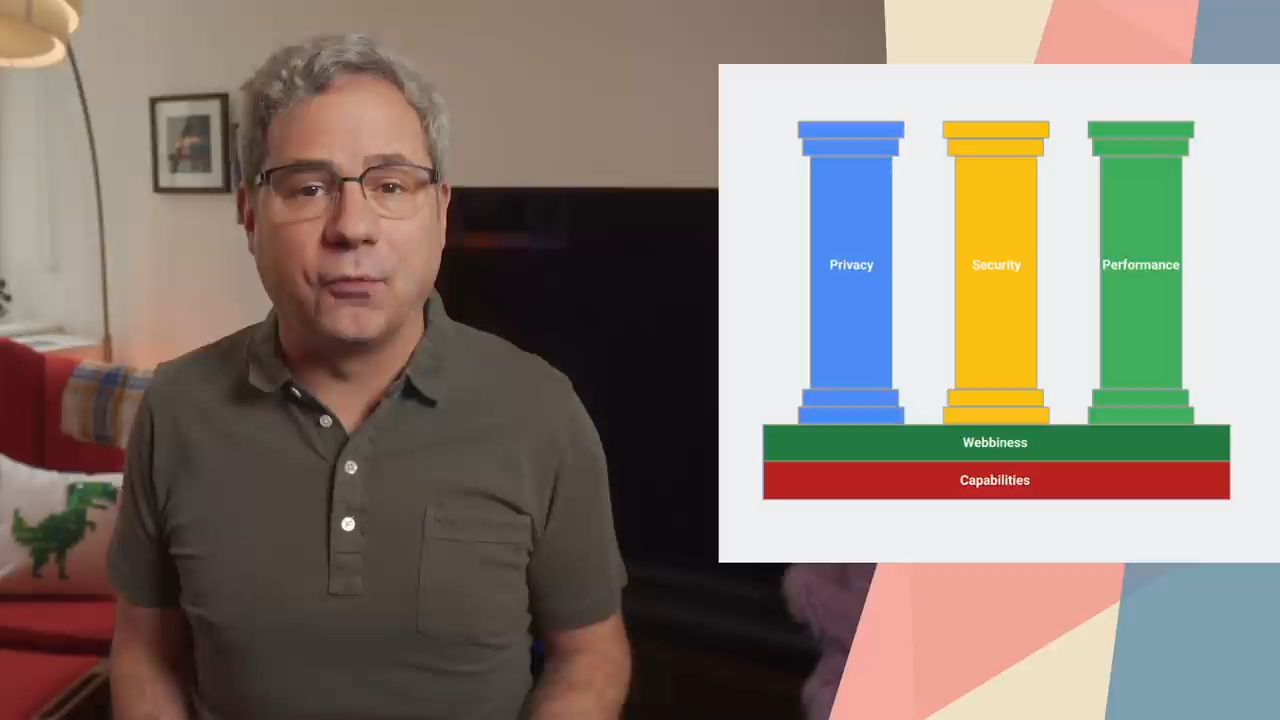 Privacy
Security
Performance
Webbiness
Capabilities